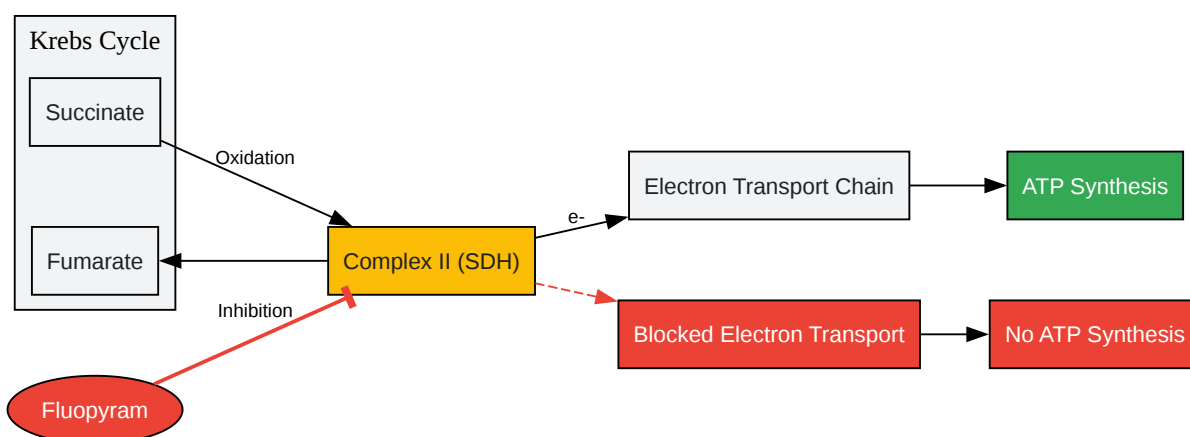 Krebs Cycle
Succinate
Oxidation
Electron Transport Chain
ATP Synthesis
e-
Fumarate
Complex II (SDH)
Inhibition
Blocked Electron Transport
No ATP Synthesis
Fluopyram